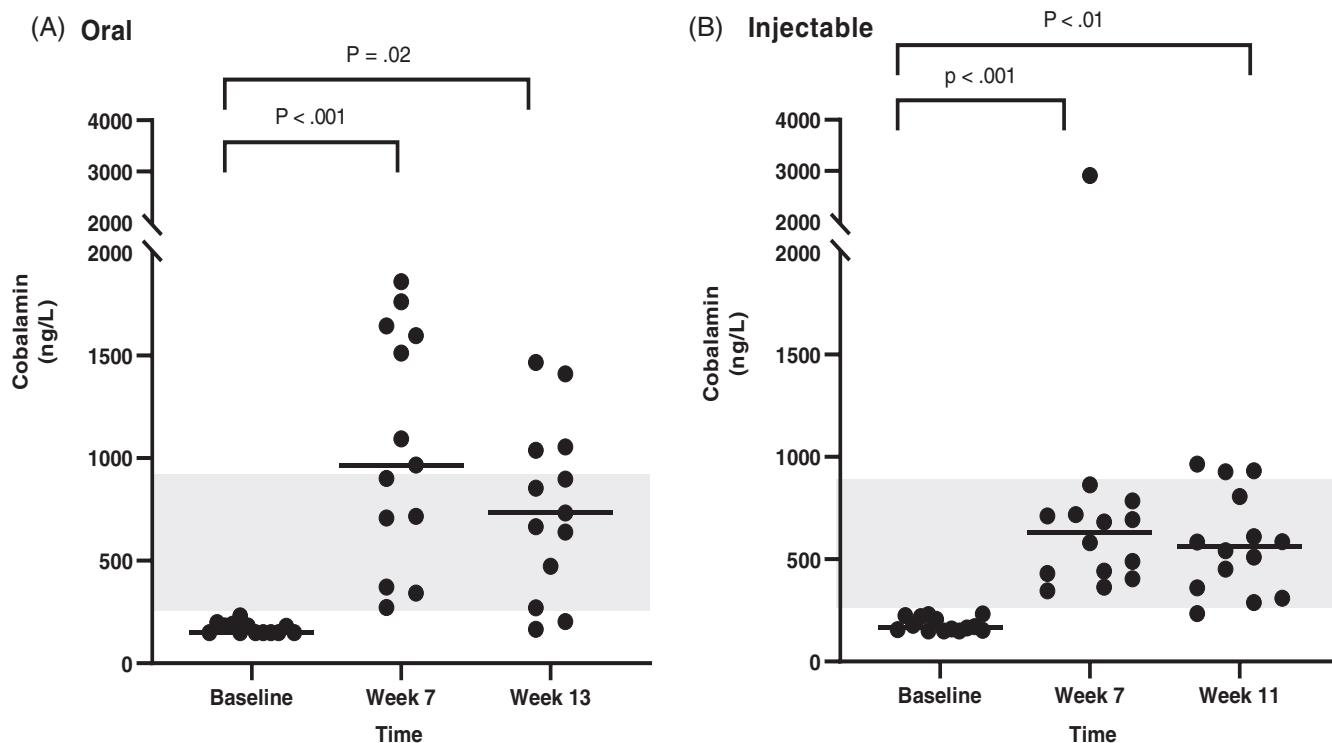 (A) Oral
P = .02
P < .001
4000
3000
2000
2000
1500
1000
500
0
Cobalamin
(ng/L)
Baseline Week 7 Week 13
Time
(B) Injectable
P < .01
p < .001
4000
3000
2000
2000
1500
1000
500
0
Cobalamin
(ng/L)
Baseline Week 7 Week 11
Time